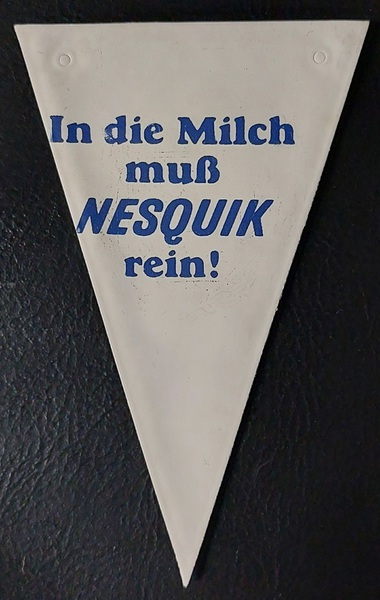 In die Milch
muß
NESQUIK
rein!